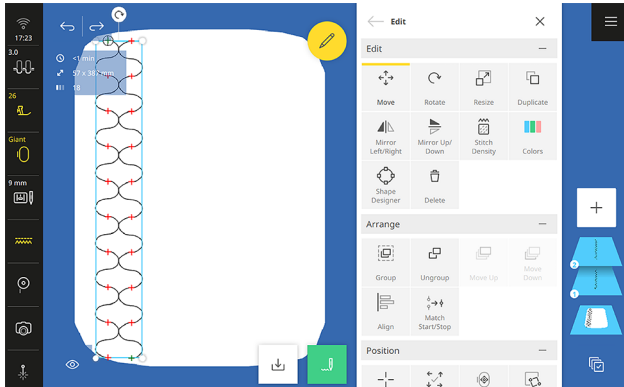 17:23
3.0
26
Giant
9 mm
<1 min
57 x 387 mm
18
Edit
Edit
Move
Rotate
Resize
Duplicate
Mirror
Left/Right
Mirror Up/
Down
Stitch
Density
Colors
Shape
Designer
Delete
Arrange
Group
Ungroup
Move Up
Move
Down
Align
Match
Start/Stop
Position
2
1